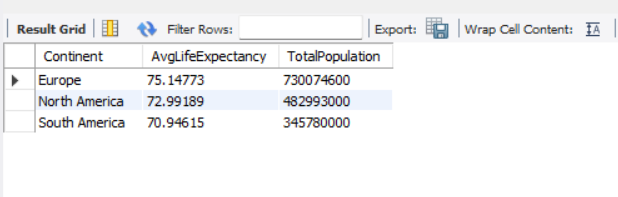 Result Grid Filter Rows: Export: Wrap Cell Content:
Continent AvgLifeExpectancy TotalPopulation
Europe 75.14773 730074600
North America 72.99189 482993000
South America 70.94615 345780000